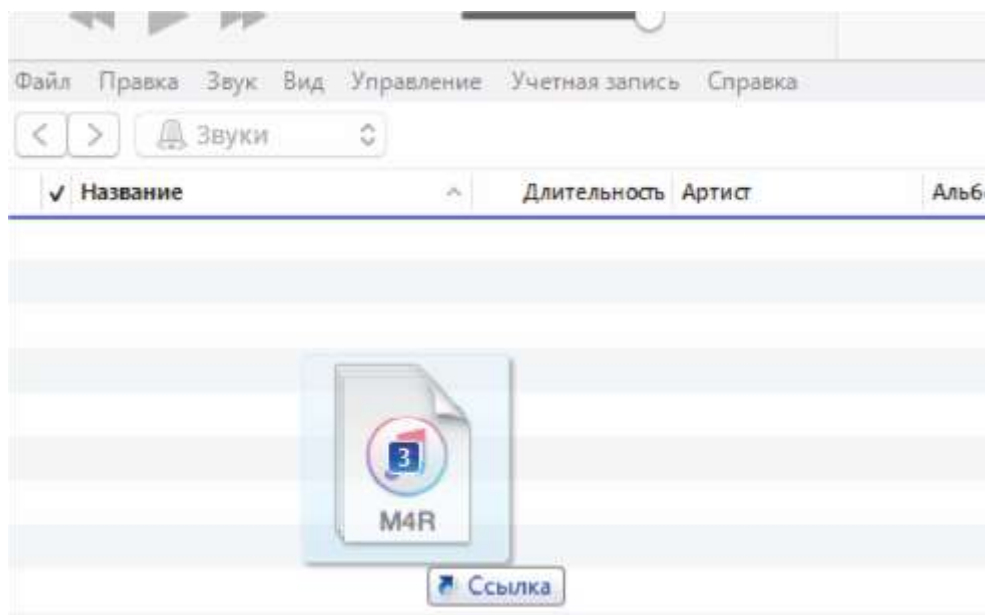 Файл Правка Звук Вид Управление Учетная запись Справка
Звуки
Название Длительность Артист
3
M4R
Ссылка